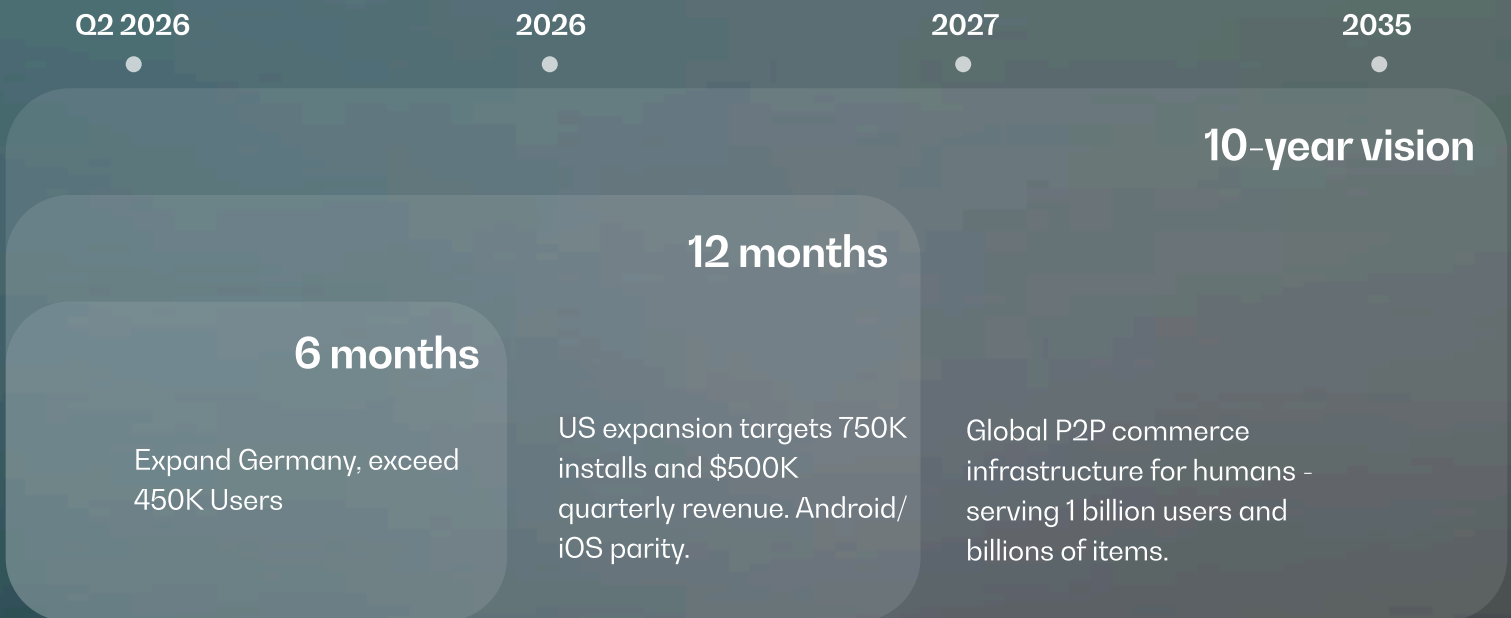 Q2 2026
2026
2027
2035
10-year vision
12 months
6 months
Expand Germany, exceed
450K Users
US expansion targets 750K
installs and $500K
quarterly revenue. Android/
iOS parity.
Global P2P commerce
infrastructure for humans -
serving 1 billion users and
billions of items.